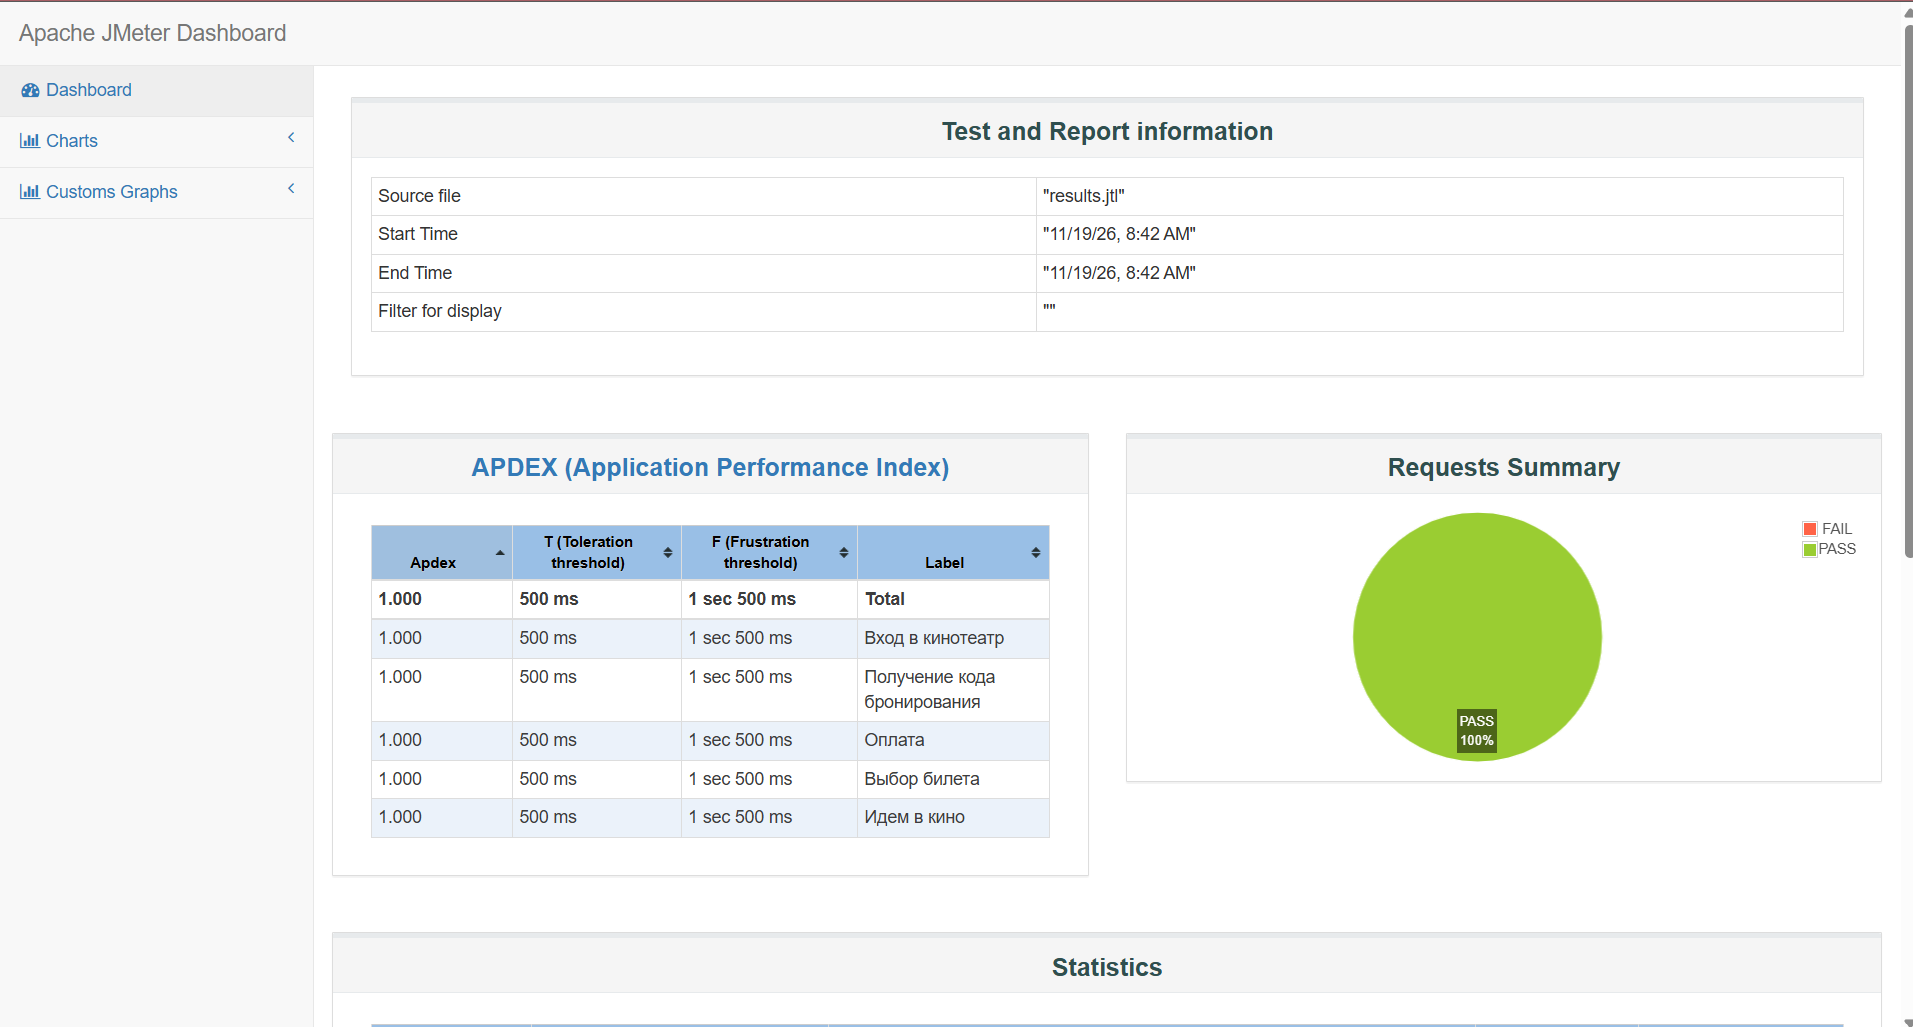 Apache JMeter Dashboard
Dashboard
Charts
Customs Graphs
Test and Report information
Source file "results.jtl"
Start Time "11/19/26, 8:42 AM"
End Time "11/19/26, 8:42 AM"
Filter for display ""
APDEX (Application Performance Index)
Apdex T (Toleration threshold) F (Frustration threshold) Label
1.000 500 ms 1 sec 500 ms Total
1.000 500 ms 1 sec 500 ms Вход в кинотеатр
1.000 500 ms 1 sec 500 ms Получение кода
бронирования
1.000 500 ms 1 sec 500 ms Оплата
1.000 500 ms 1 sec 500 ms Выбор билета
1.000 500 ms 1 sec 500 ms Идем в кино
Requests Summary
FAIL
PASS
PASS
100%
Statistics